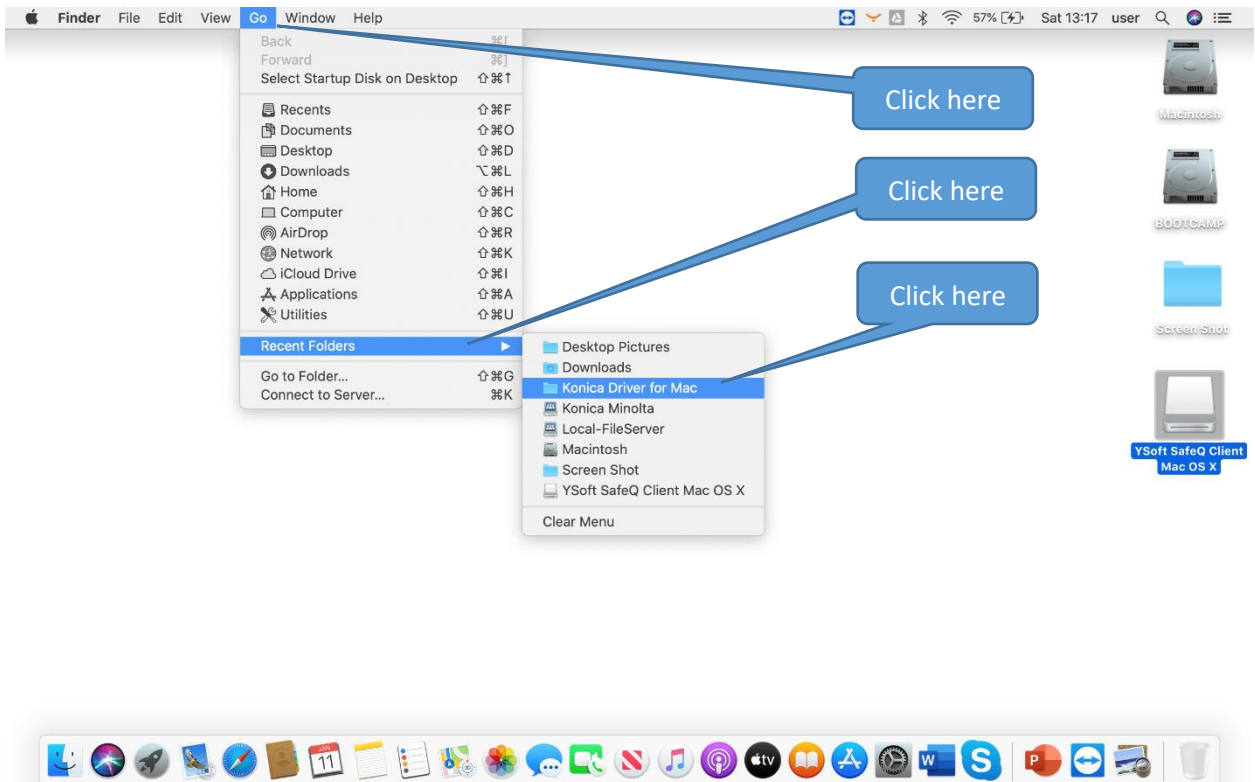 Finder File Edit View Go Window Help 57% Sat 13:17 user
Back ⌘[
Forward ⌘]
Select Startup Disk on Desktop ⇧⌘↑
Recents ⇧⌘F
Documents ⇧⌘O
Desktop ⇧⌘D
Downloads ⌥⌘L
Home ⇧⌘H
Computer ⇧⌘C
AirDrop ⇧⌘R
Network ⇧⌘K
iCloud Drive ⇧⌘I
Applications ⇧⌘A
Utilities ⇧⌘U
Recent Folders
Go to Folder... ⇧⌘G
Connect to Server... ⌘K
Desktop Pictures
Downloads
Konica Driver for Mac
Konica Minolta
Local-FileServer
Macintosh
Screen Shot
YSoft SafeQ Client Mac OS X
Clear Menu
Click here
Click here
Click here
Macintosh
BOOTCAMP
Screen Shot
YSoft SafeQ Client
Mac OS X
JAN
11
tv
W
S
P